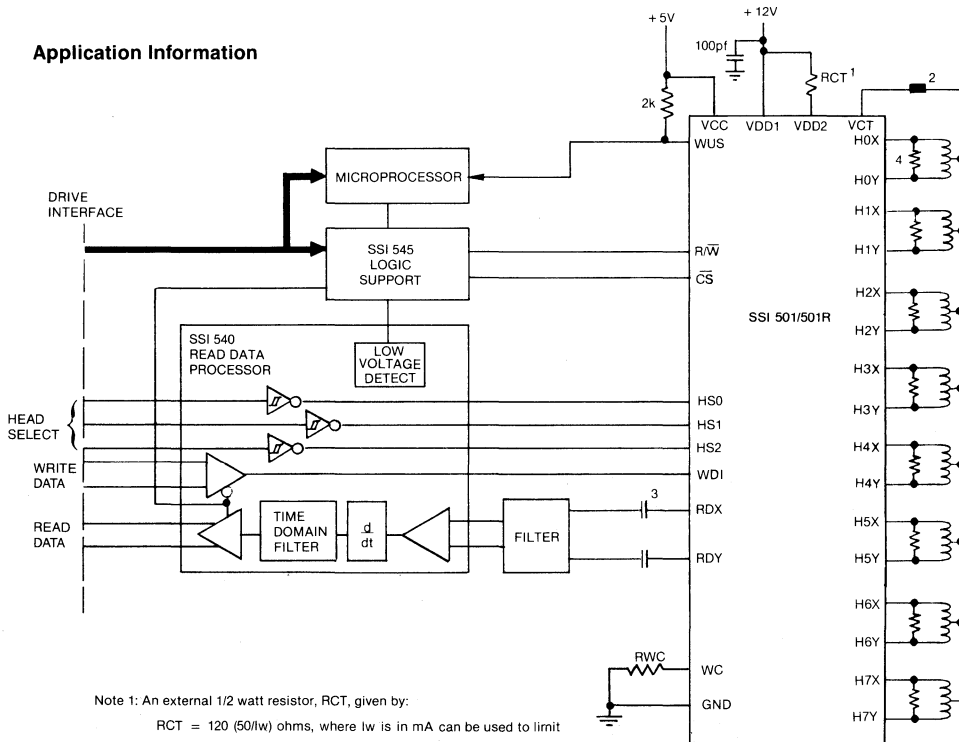 Application Information
+ 5V
+ 12V
100pf
RCT 1
2
2k
VCC
VDD1
VDD2
VCT
WUS
MICROPROCESSOR
DRIVE
INTERFACE
SSI 545
LOGIC
SUPPORT
R/W̅
C̅S̅
SSI 501/501R
SSI 540
READ DATA
PROCESSOR
LOW
VOLTAGE
DETECT
HEAD
SELECT
HS0
HS1
HS2
WRITE
DATA
WDI
READ
DATA
TIME
DOMAIN
FILTER
d
dt
FILTER
3
RDX
RDY
RWC
WC
GND
H0X
4
H0Y
H1X
H1Y
H2X
H2Y
H3X
H3Y
H4X
H4Y
H5X
H5Y
H6X
H6Y
H7X
H7Y
Note 1: An external 1/2 watt resistor, RCT, given by:
RCT = 120 (50/Iw) ohms, where Iw is in mA can be used to limit